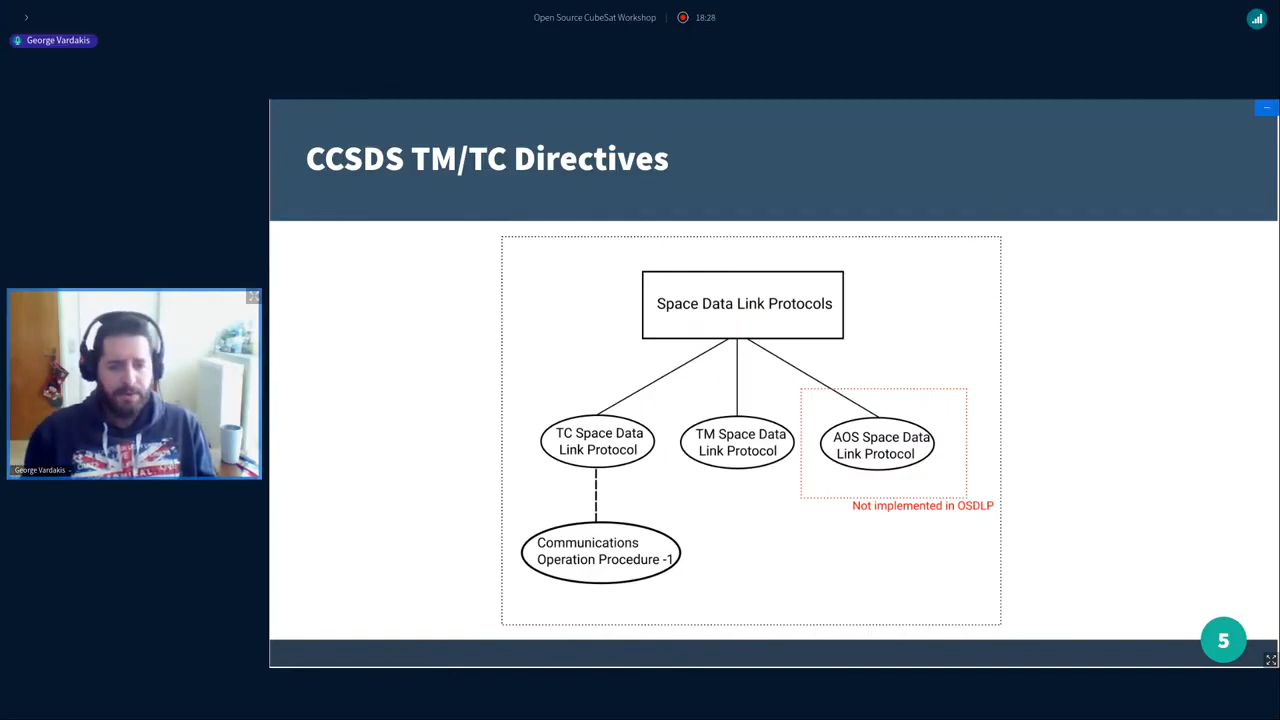 Open Source CubeSat Workshop
18:28
George Vardakis
CCSDS TM/TC Directives
Space Data Link Protocols
TC Space Data
Link Protocol
TM Space Data
Link Protocol
AOS Space Data
Link Protocol
Not implemented in OSDLP
Communications
Operation Procedure -1
George Vardakis
5